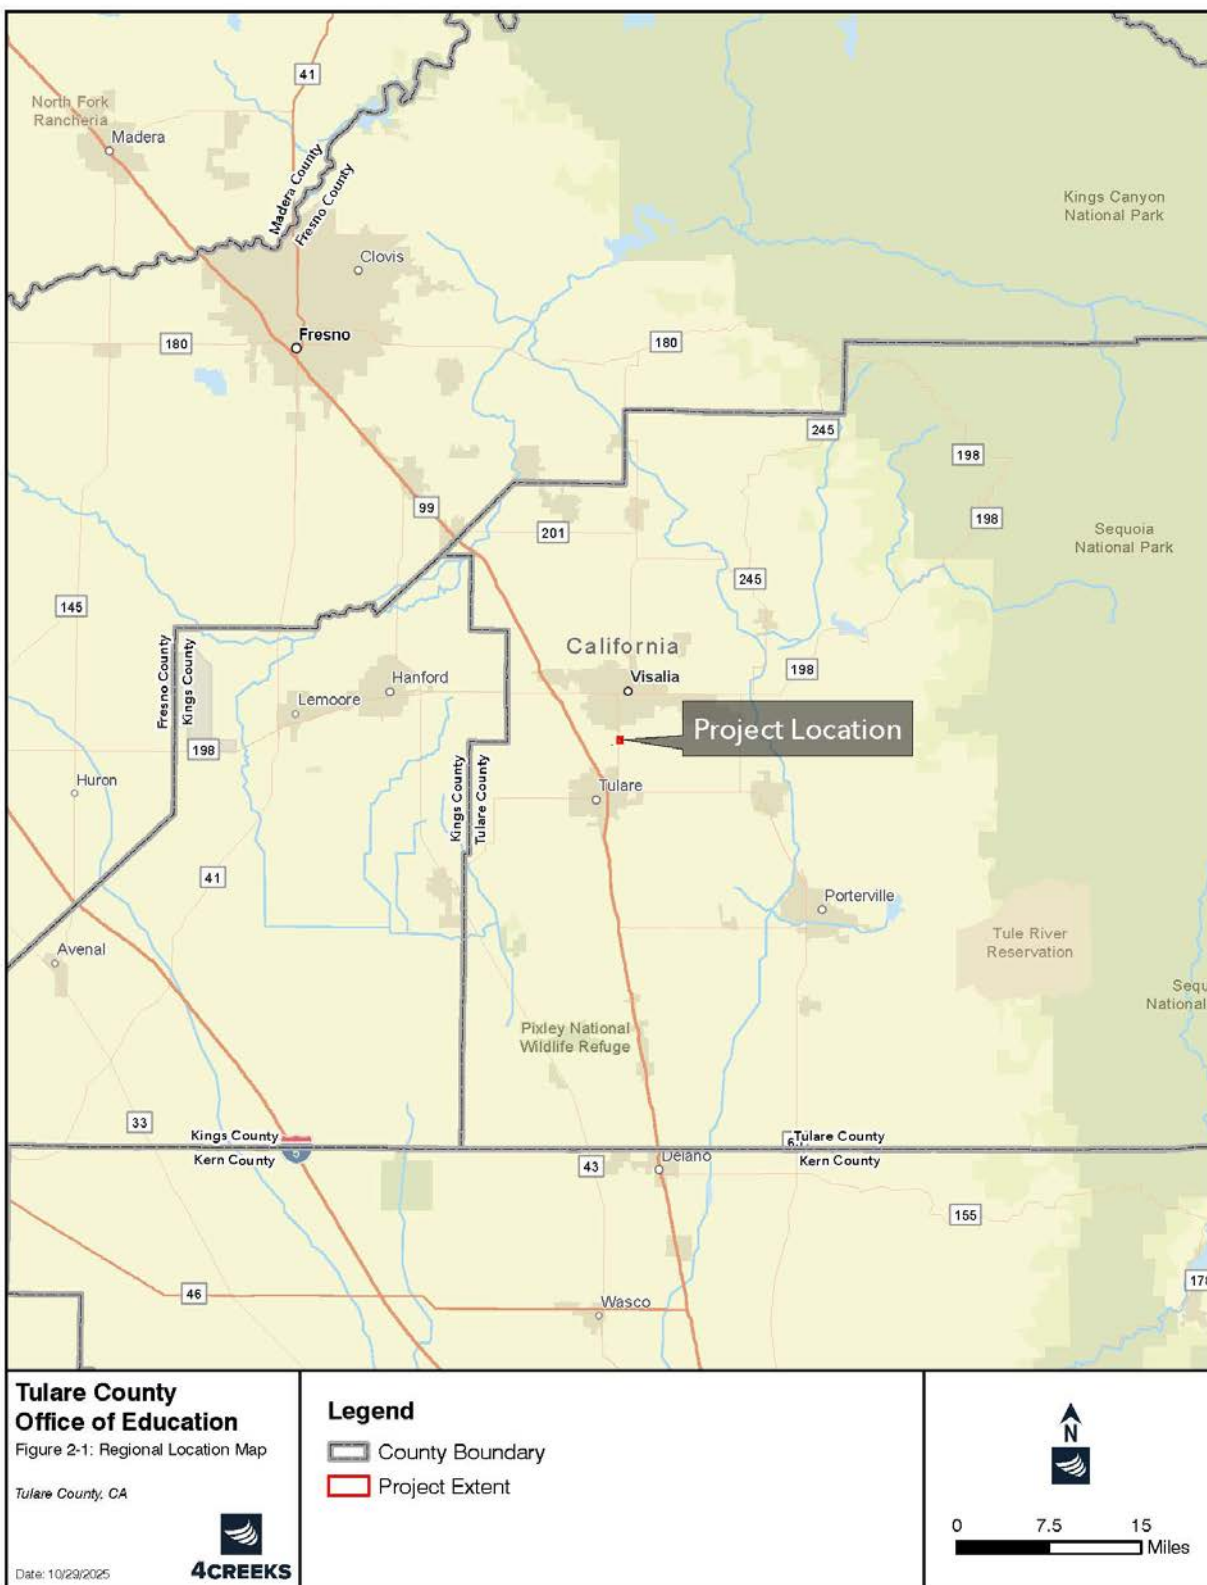 41
North Fork
Rancheria
Madera
Madera County
Fresno County
Kings Canyon
National Park
Clovis
Fresno
180
180
245
198
99
198
201
Sequoia
National Park
245
145
California
Fresno County
Kings County
Hanford
Visalia
198
Lemoore
Project Location
198
Huron
Kings County
Tulare County
Tulare
41
Porterville
Tule River
Reservation
Avenal
National
Pixley National
Wildlife Refuge
33
Kings County
Tulare County
Kern County
5
Kern County
43
Delano
155
178
46
Wasco
Tulare County
Office of Education
Figure 2-1: Regional Location Map
Tulare County, CA
4CREEKS
Date: 10/29/2025
Legend
County Boundary
Project Extent
N
0 7.5 15
Miles